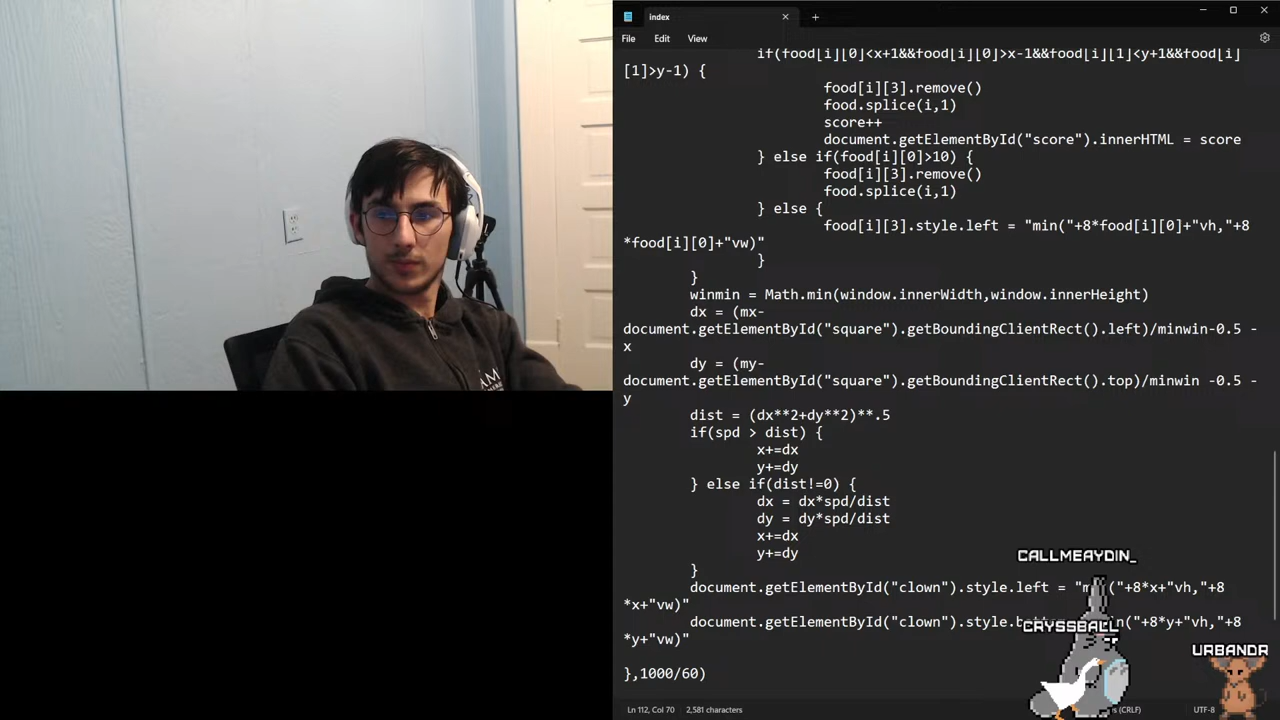 index
File Edit View
if(food[i][0]<x+1&&food[i][0]>x-1&&food[i][1]<y+1&&food[i]
[1]>y-1) {
food[i][3].remove()
food.splice(i,1)
score++
document.getElementById("score").innerHTML = score
} else if(food[i][0]>10) {
food[i][3].remove()
food.splice(i,1)
} else {
food[i][3].style.left = "min("+8*food[i][0]+"vh,"+8
*food[i][0]+"vw)"
}
}
winmin = Math.min(window.innerWidth,window.innerHeight)
dx = (mx-
document.getElementById("square").getBoundingClientRect().left)/minwin-0.5 -
x
dy = (my-
document.getElementById("square").getBoundingClientRect().top)/minwin -0.5 -
y
dist = (dx**2+dy**2)**.5
if(spd > dist) {
x+=dx
y+=dy
} else if(dist!=0) {
dx = dx*spd/dist
dy = dy*spd/dist
x+=dx
y+=dy
}
document.getElementById("clown").style.left = "m ("+8*x+"vh,"+8
*x+"vw)"
document.getElementById("clown").style. n("+8*y+"vh,"+8
*y+"vw)"
},1000/60)
CALLMEAYDIN_
CRYSSBALL
URBANDR
AM
Ln 112, Col 70 2,581 characters (CRLF) UTF-8